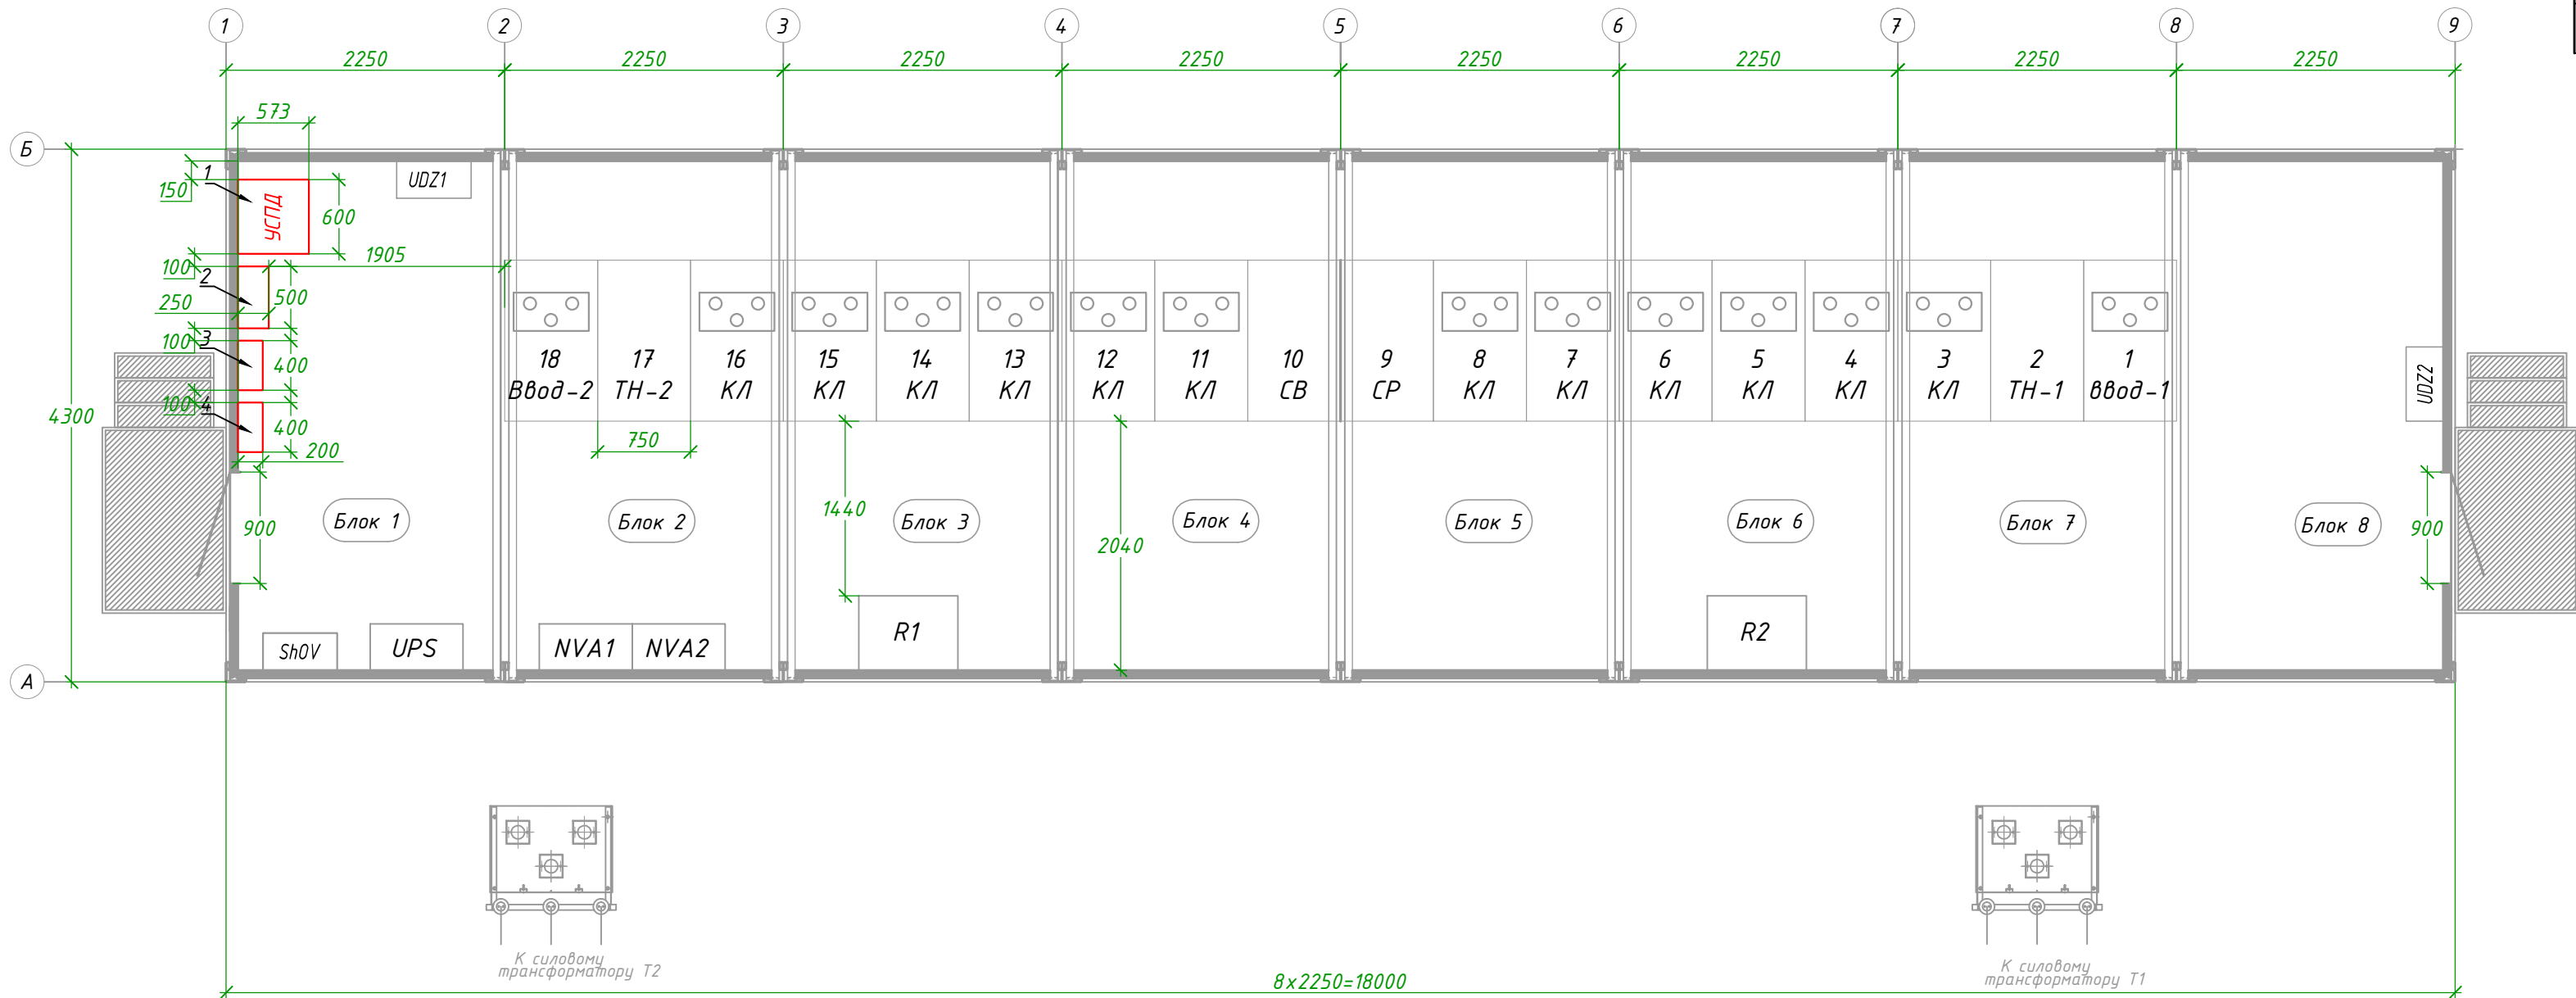 1 2 3 4 5 6 7 8 9
2250 2250 2250 2250 2250 2250 2250 2250
573
Б
1
150
УСПД
600
UDZ1
1905
100
2
250
500
100
3
400
100
4
400
200
4300
900
18 17 16 15 14 13 12 11 10 9 8 7 6 5 4 3 2 1
Ввод-2 ТН-2 КЛ КЛ КЛ КЛ КЛ КЛ СВ СР КЛ КЛ КЛ КЛ КЛ КЛ ТН-1 Ввод-1
UDZ2
750
1440
2040
900
Блок 1 Блок 2 Блок 3 Блок 4 Блок 5 Блок 6 Блок 7 Блок 8
ShOV UPS NVA1 NVA2 R1 R2
А
К силовому
трансформатору Т2
К силовому
трансформатору Т1
8x2250=18000